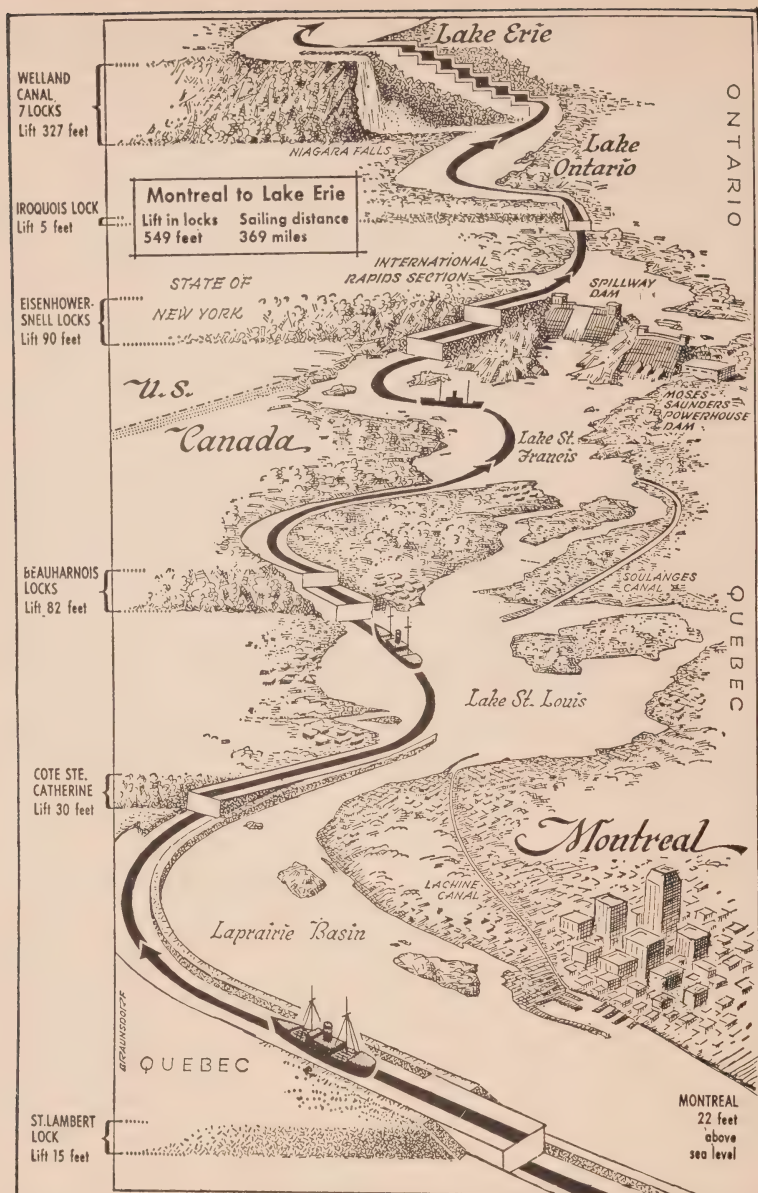 Lake Erie
WELLAND
CANAL,
7 LOCKS
Lift 327 feet
NIAGARA FALLS
ONTARIO
Lake
Ontario
Montreal to Lake Erie
Lift in locks Sailing distance
549 feet 369 miles
IROQUOIS LOCK
Lift 5 feet
INTERNATIONAL
RAPIDS SECTION
STATE OF
NEW YORK
SPILLWAY
DAM
EISENHOWER-
SNELL LOCKS
Lift 90 feet
MOSES-
SAUNDERS
POWERHOUSE
DAM
U.S.
Canada
Lake St.
Francis
BEAUHARNOIS
LOCKS
Lift 82 feet
SOULANGES
CANAL
QUEBEC
Lake St. Louis
COTE STE.
CATHERINE
Lift 30 feet
Montreal
LACHINE
CANAL
Laprairie Basin
BRAUNSDORF
QUEBEC
ST. LAMBERT
LOCK
Lift 15 feet
MONTREAL
22 feet
above
sea level